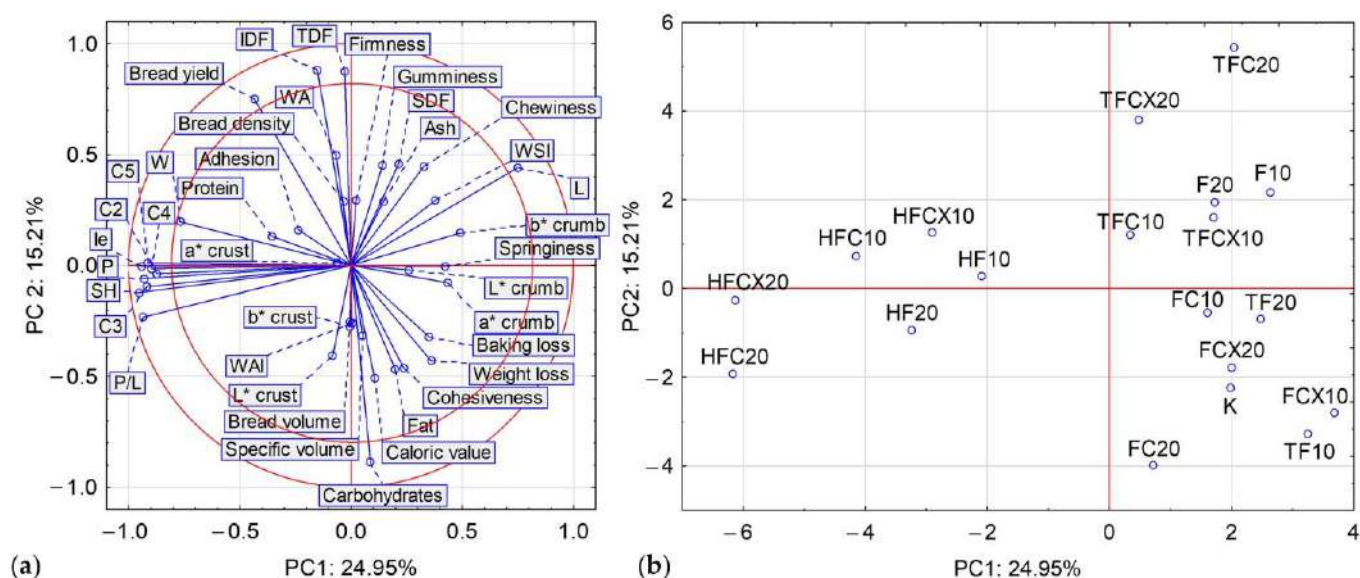 IDF
TDF
Firmness
Bread yield
Gumminess
WA
SDF
Chewiness
Bread density
Ash
C5
W
Adhesion
WSI
Protein
L
C2
C4
b* crumb
Ie
a* crust
Springiness
P
L* crumb
SH
b* crust
a* crumb
C3
Baking loss
WAI
Weight loss
P/L
L* crust
Cohesiveness
Bread volume
Fat
Specific volume
Caloric value
Carbohydrates
1.0
0.5
0.0
−0.5
−1.0
−1.0
−0.5
0.0
0.5
1.0
PC 2: 15.21%
PC1: 24.95%
(a)
6
4
2
0
−2
−4
−6
−4
−2
0
2
4
PC2: 15.21%
TFC20
TFCX20
F10
F20
HFCX10
TFC10
TFCX10
HFC10
HF10
HFCX20
FC10
TF20
HF20
FCX20
HFC20
K
FCX10
TF10
FC20
PC1: 24.95%
(b)